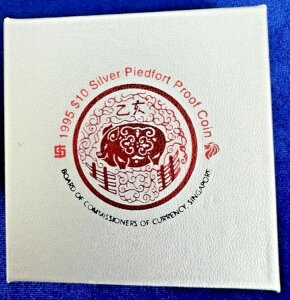 1995 $10 Silver Piedfort Proof Coin
乙亥
BOARD OF COMMISSIONERS OF CURRENCY, SINGAPORE